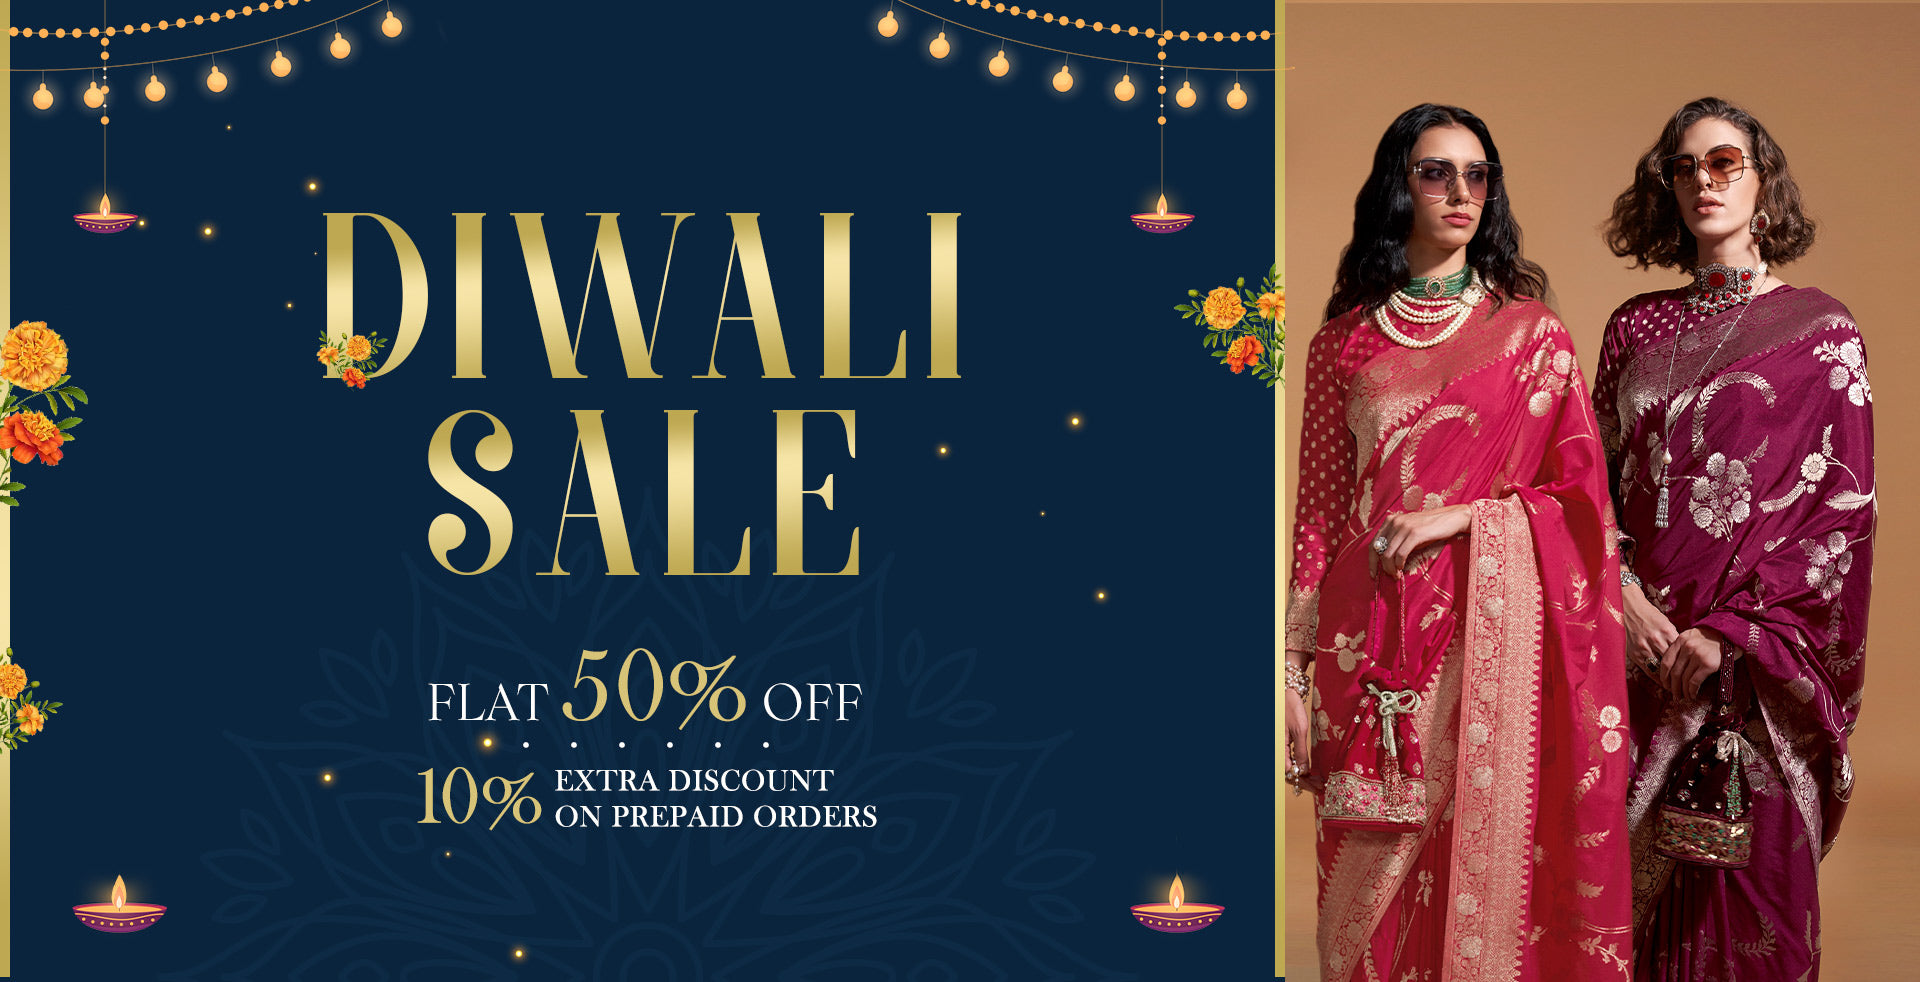 DIWALI
SALE
FLAT 50% OFF
10% EXTRA DISCOUNT
ON PREPAID ORDERS